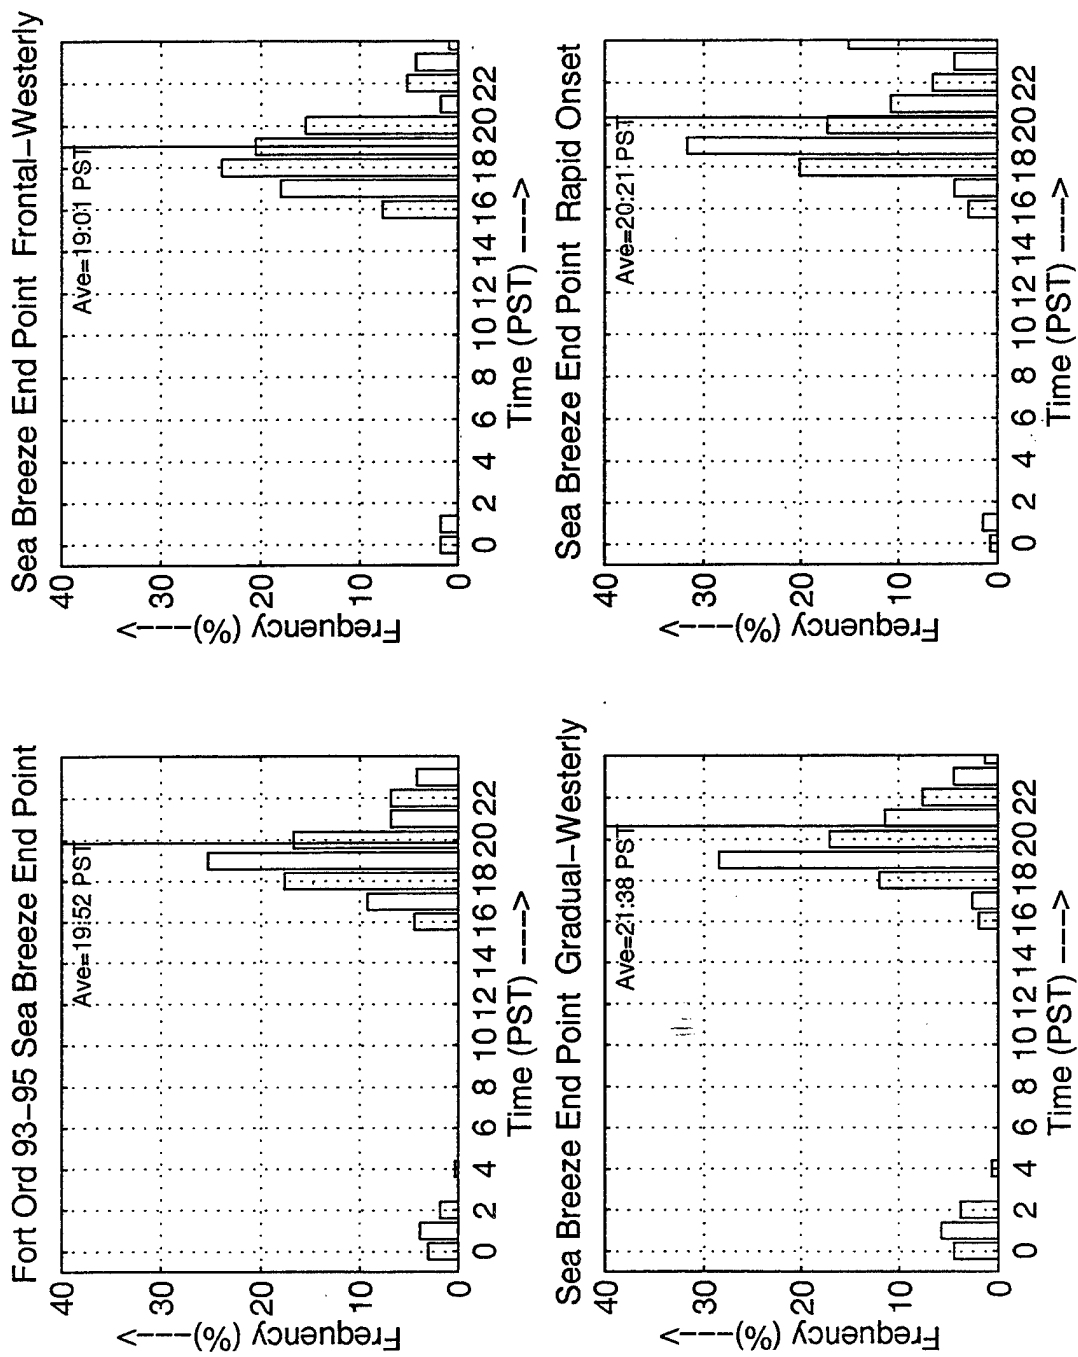 Fort Ord 93-95 Sea Breeze End Point
Ave=19:52 PST
40
30
20
10
0
Frequency (%)--->
0 2 4 6 8 10 12 14 16 18 20 22
Time (PST) --->
Sea Breeze End Point Frontal-Westerly
Ave=19:01 PST
40
30
20
10
0
Frequency (%)--->
0 2 4 6 8 10 12 14 16 18 20 22
Time (PST) --->
Sea Breeze End Point Gradual-Westerly
Ave=21:38 PST
40
30
20
10
0
Frequency (%)--->
0 2 4 6 8 10 12 14 16 18 20 22
Time (PST) --->
Sea Breeze End Point Rapid Onset
Ave=20:21 PST
40
30
20
10
0
Frequency (%)--->
0 2 4 6 8 10 12 14 16 18 20 22
Time (PST) --->